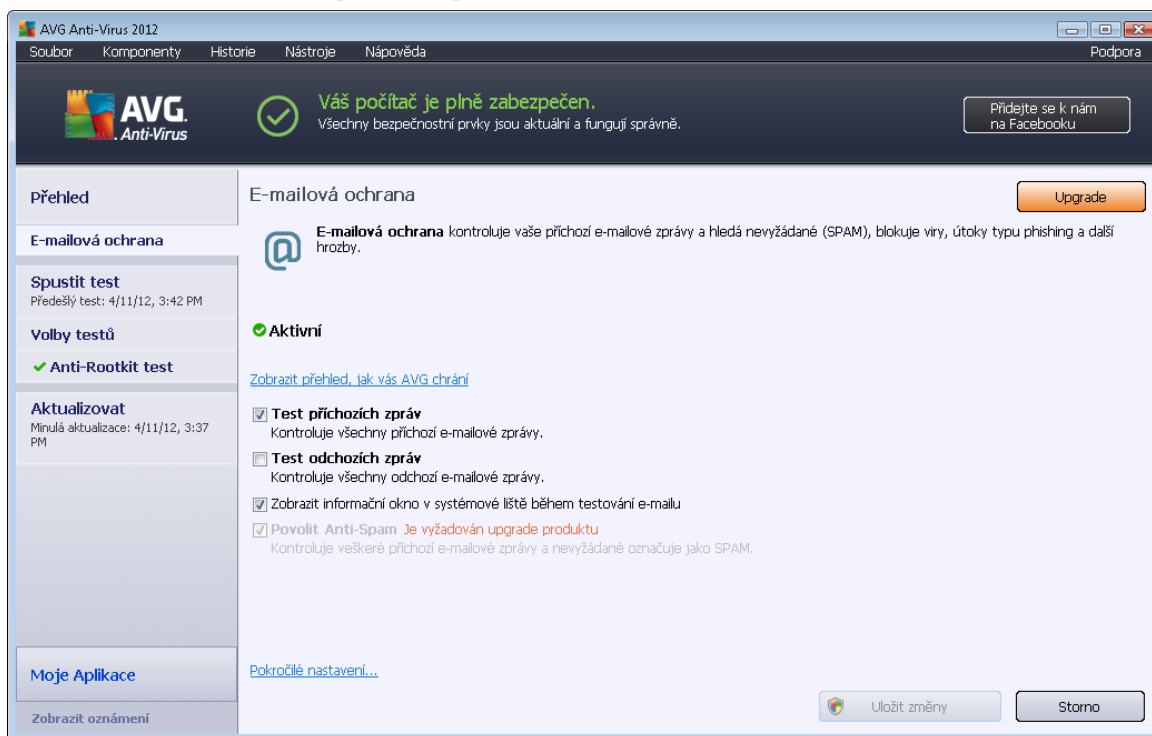 AVG Anti-Virus 2012
Soubor Komponenty Historie Nástroje Nápověda Podpora
AVG.
Anti-Virus
Váš počítač je plně zabezpečen.
Všechny bezpečnostní prvky jsou aktuální a fungují správně.
Přidejte se k nám
na Facebooku
Přehled
E-mailová ochrana
Spustit test
Předešlý test: 4/11/12, 3:42 PM
Volby testů
Anti-Rootkit test
Aktualizovat
Minulá aktualizace: 4/11/12, 3:37
PM
Moje Aplikace
Zobrazit oznámení
E-mailová ochrana
Upgrade
E-mailová ochrana kontroluje vaše příchozí e-mailové zprávy a hledá nevyžádané (SPAM), blokuje viry, útoky typu phishing a další
hrozby.
Aktivní
Zobrazit přehled, jak vás AVG chrání
Test příchozích zpráv
Kontroluje všechny příchozí e-mailové zprávy.
Test odchozích zpráv
Kontroluje všechny odchozí e-mailové zprávy.
Zobrazit informační okno v systémové liště během testování e-mailu
Povolit Anti-Spam Je vyžadován upgrade produktu
Kontroluje veškeré příchozí e-mailové zprávy a nevyžádané označuje jako SPAM.
Pokročilé nastavení...
Uložit změny
Storno